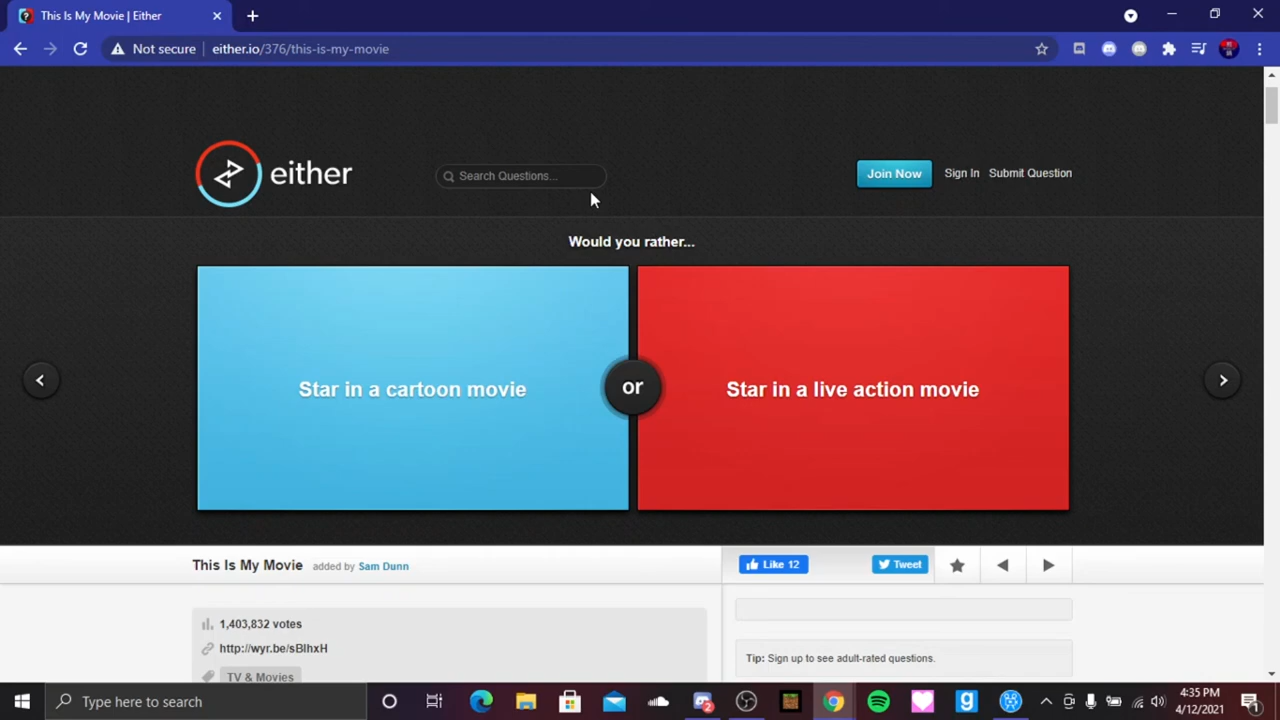 This Is My Movie | Either
Not secure
either.io/376/this-is-my-movie
either
Search Questions...
Join Now
Sign In
Submit Question
Would you rather...
Star in a cartoon movie
or
Star in a live action movie
This Is My Movie
added by Sam Dunn
Like 12
Tweet
1,403,832 votes
http://wyr.be/sBIhxH
Tip: Sign up to see adult-rated questions.
TV & Movies
Type here to search
2
4:35 PM
4/12/2021
1